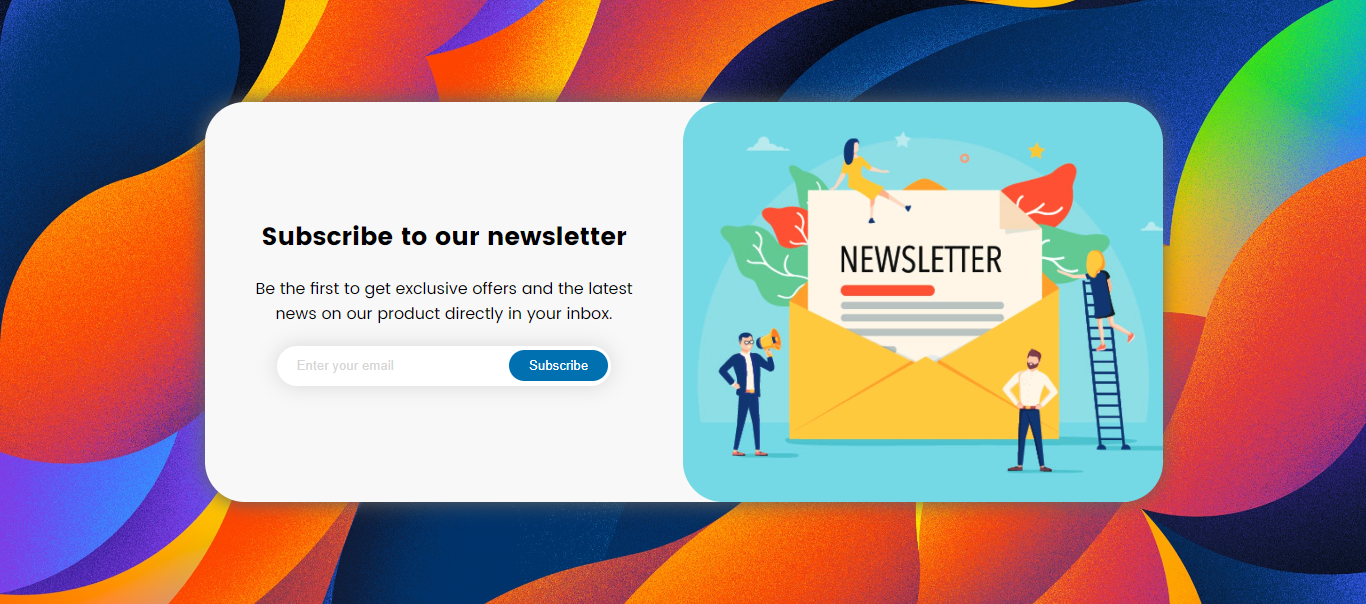 Subscribe to our newsletter
Be the first to get exclusive offers and the latest
news on our product directly in your inbox.
Enter your email
Subscribe
NEWSLETTER